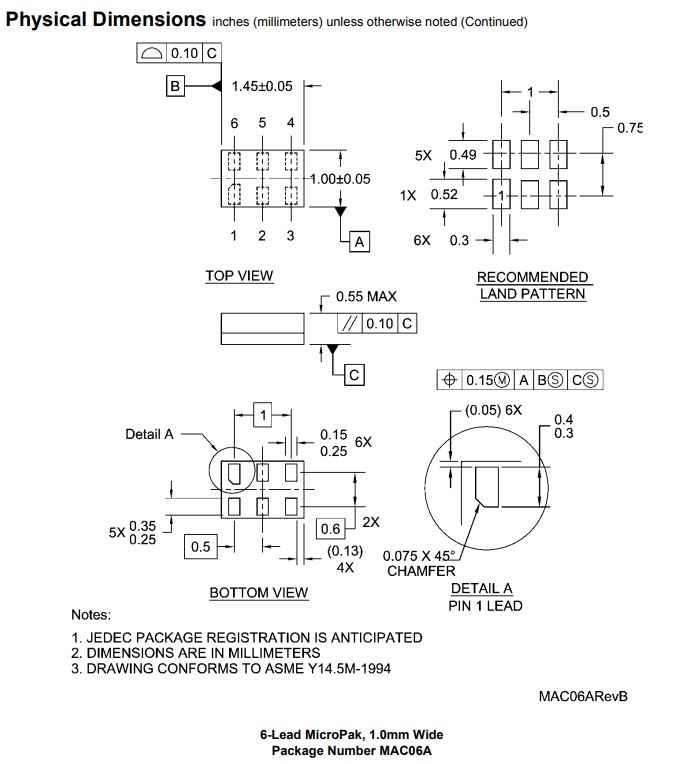 Physical Dimensions inches (millimeters) unless otherwise noted (Continued)
⌓ 0.10 C
B
1.45±0.05
6 5 4
1.00±0.05
1 2 3
A
TOP VIEW
1
0.5
0.75
5X 0.49
1X 0.52
1
6X 0.3
RECOMMENDED
LAND PATTERN
0.55 MAX
// 0.10 C
C
⌖ 0.15Ⓜ A BⓈ CⓈ
Detail A
1
0.15
0.25
6X
5X
0.35
0.25
0.5
0.6
2X
(0.13)
4X
BOTTOM VIEW
(0.05) 6X
0.4
0.3
0.075 X 45°
CHAMFER
DETAIL A
PIN 1 LEAD
Notes:
1. JEDEC PACKAGE REGISTRATION IS ANTICIPATED
2. DIMENSIONS ARE IN MILLIMETERS
3. DRAWING CONFORMS TO ASME Y14.5M-1994
MAC06ARevB
6-Lead MicroPak, 1.0mm Wide
Package Number MAC06A